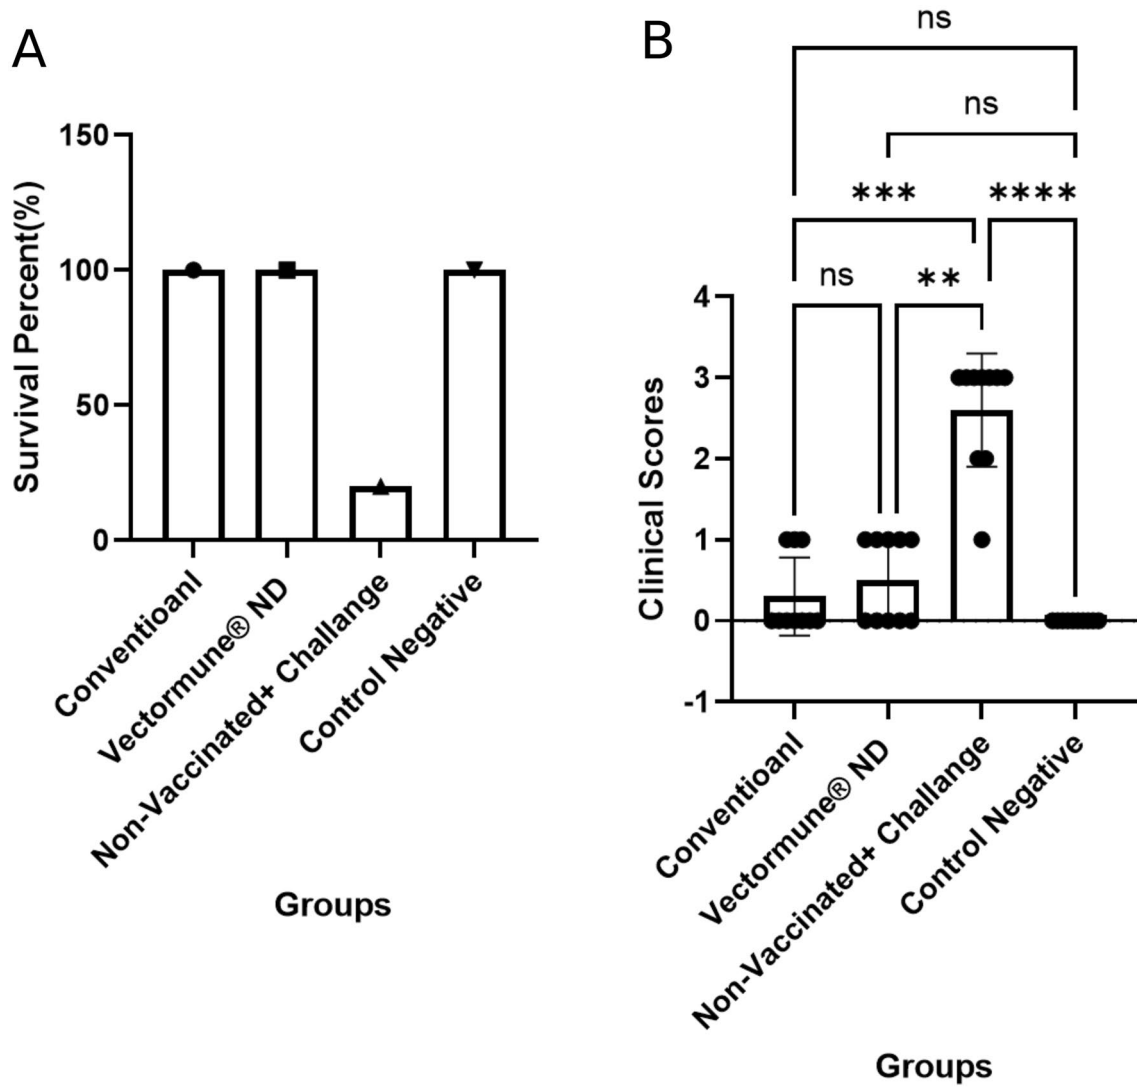 A
150
100
50
0
Survival Percent(%)
Conventioanl
Vectormune® ND
Non-Vaccinated+ Challange
Control Negative
Groups
B
ns
ns
*** ****
ns **
4
3
2
1
0
-1
Clinical Scores
Conventioanl
Vectormune® ND
Non-Vaccinated+ Challange
Control Negative
Groups